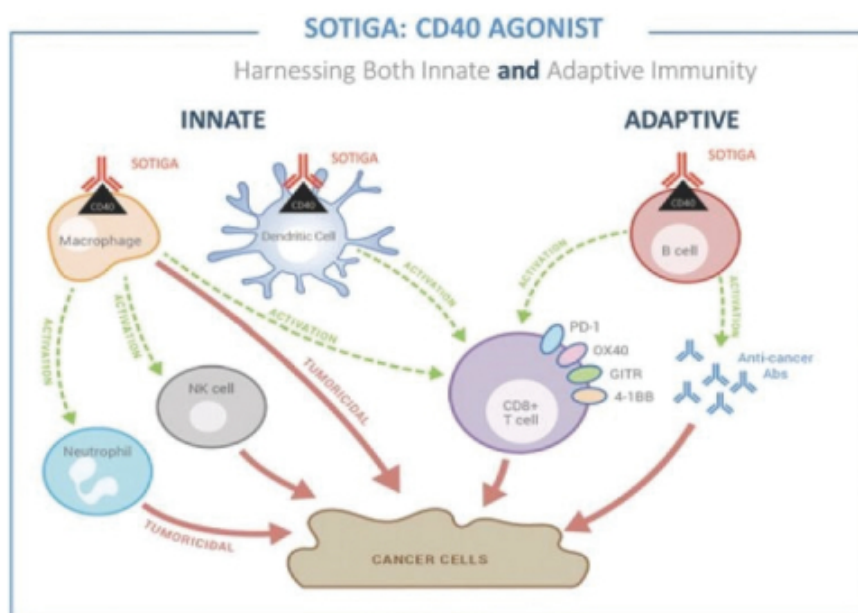 SOTIGA: CD40 AGONIST
Harnessing Both Innate and Adaptive Immunity
INNATE
ADAPTIVE
SOTIGA
SOTIGA
SOTIGA
CD40
CD40
CD40
Macrophage
Dendritic Cell
B cell
ACTIVATION
ACTIVATION
ACTIVATION
ACTIVATION
ACTIVATION
ACTIVATION
PD-1
OX40
GITR
4-1BB
Anti-cancer
Abs
NK cell
TUMORICIDAL
CD8+
T cell
Neutrophil
TUMORICIDAL
CANCER CELLS